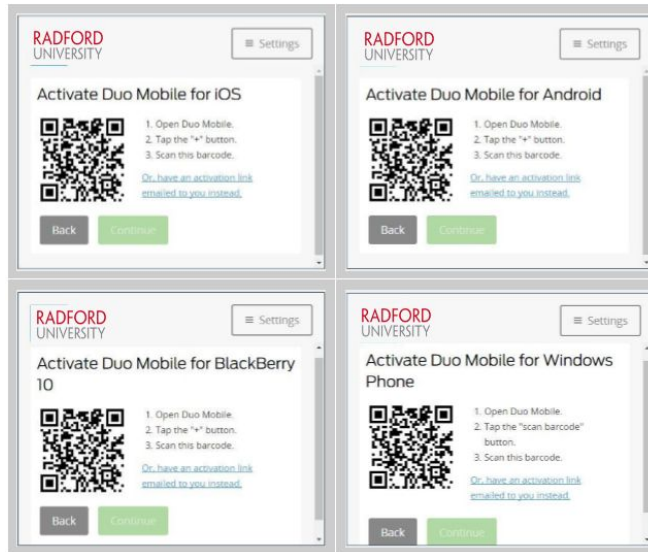 RADFORD
UNIVERSITY
≡ Settings
Activate Duo Mobile for iOS
1. Open Duo Mobile.
2. Tap the "+" button.
3. Scan this barcode.
Or, have an activation link
emailed to you instead.
Back
Continue
RADFORD
UNIVERSITY
≡ Settings
Activate Duo Mobile for Android
1. Open Duo Mobile.
2. Tap the "+" button.
3. Scan this barcode.
Or, have an activation link
emailed to you instead.
Back
Continue
RADFORD
UNIVERSITY
≡ Settings
Activate Duo Mobile for BlackBerry
10
1. Open Duo Mobile.
2. Tap the "+" button.
3. Scan this barcode.
Or, have an activation link
emailed to you instead.
Back
Continue
RADFORD
UNIVERSITY
≡ Settings
Activate Duo Mobile for Windows
Phone
1. Open Duo Mobile.
2. Tap the "scan barcode"
button.
3. Scan this barcode.
Or, have an activation link
emailed to you instead.
Back
Continue